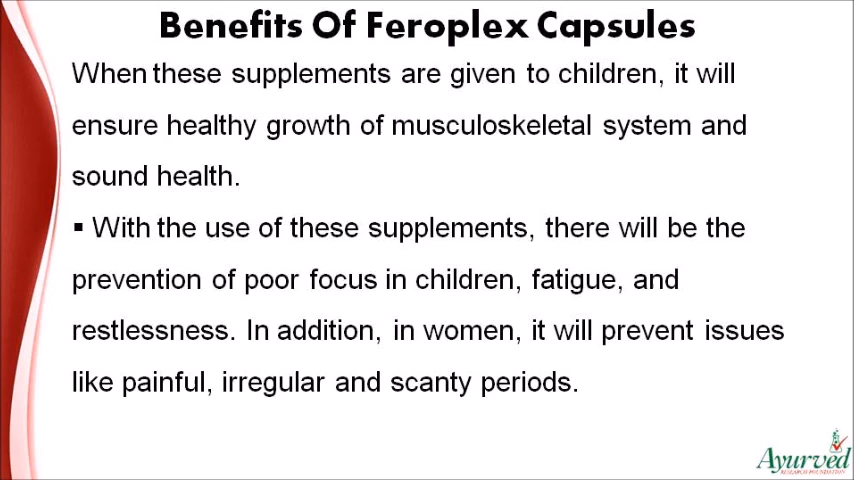 Benefits Of Feroplex Capsules
When these supplements are given to children, it will
ensure healthy growth of musculoskeletal system and
sound health.
▪ With the use of these supplements, there will be the
prevention of poor focus in children, fatigue, and
restlessness. In addition, in women, it will prevent issues
like painful, irregular and scanty periods.
Ayurved
RESEARCH FOUNDATION